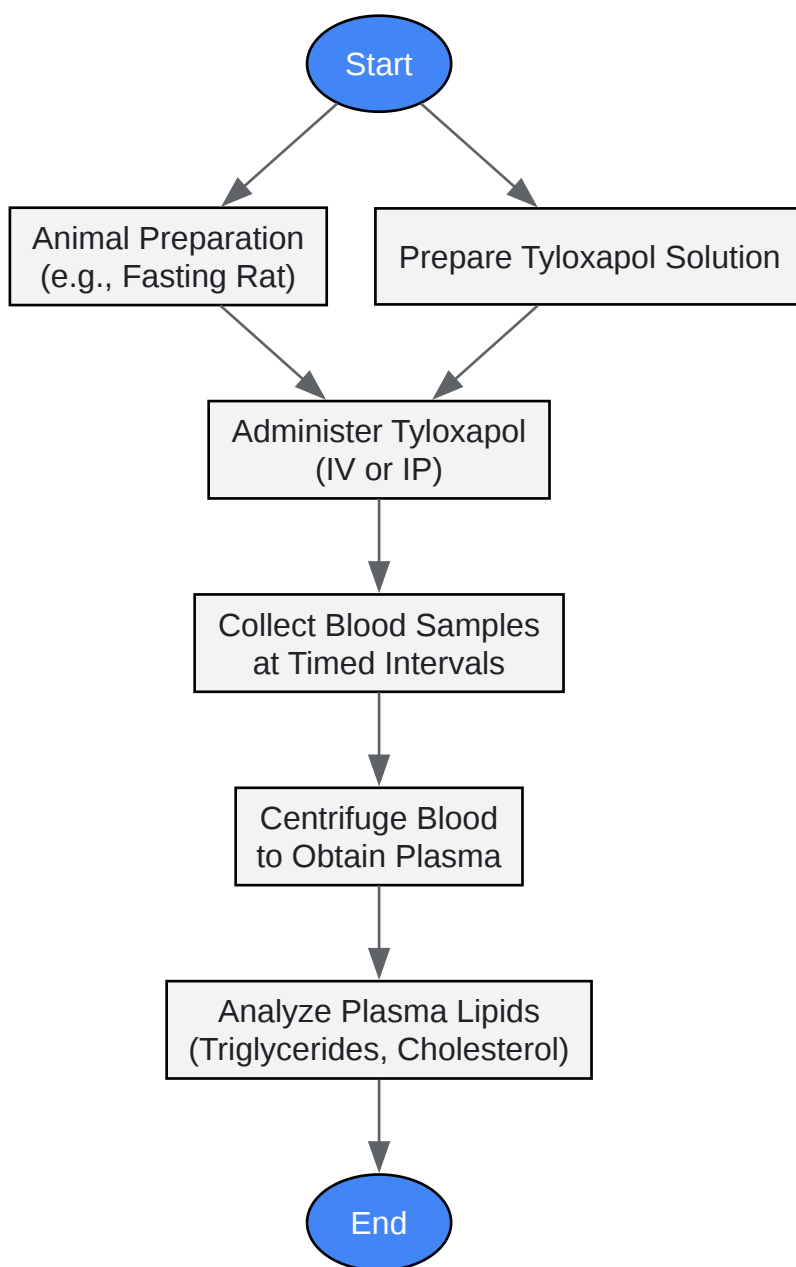 Start
Animal Preparation
(e.g., Fasting Rat)
Prepare Tyloxapol Solution
Administer Tyloxapol
(IV or IP)
Collect Blood Samples
at Timed Intervals
Centrifuge Blood
to Obtain Plasma
Analyze Plasma Lipids
(Triglycerides, Cholesterol)
End